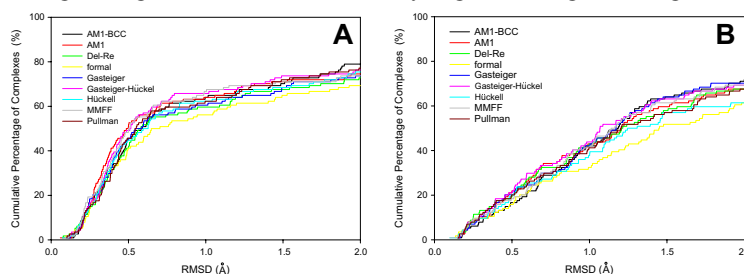 A
Cumulative Percentage of Complexes (%)
100
80
60
40
20
0
AM1-BCC
AM1
Del-Re
formal
Gasteiger
Gasteiger-Hückel
Hückell
MMFF
Pullman
0.0
0.5
1.0
1.5
2.0
RMSD (Å)
B
Cumulative Percentage of Complexes (%)
100
80
60
40
20
0
AM1-BCC
AM1
Del-Re
formal
Gasteiger
Gasteiger-Hückel
Hückell
MMFF
Pullman
0.0
0.5
1.0
1.5
2.0
RMSD (Å)